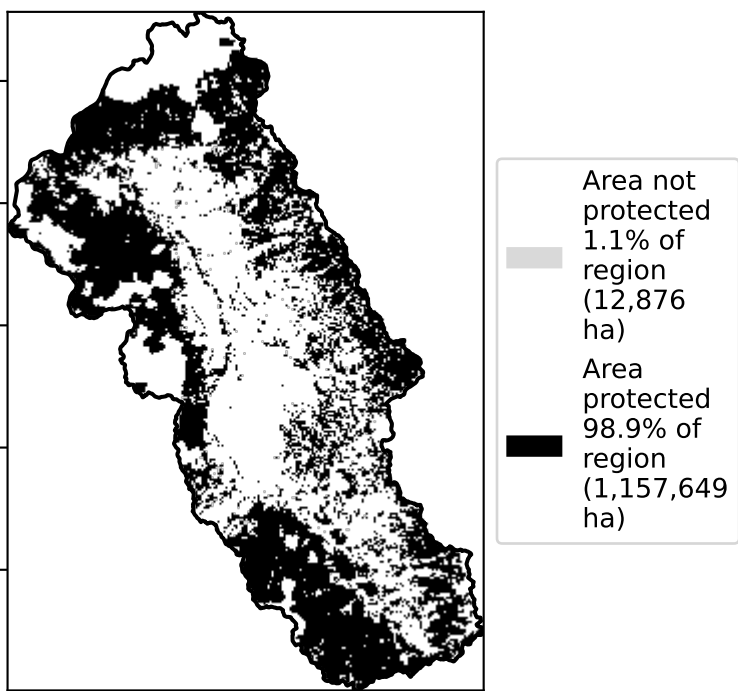 Area not
protected
1.1% of
region
(12,876
ha)
Area
protected
98.9% of
region
(1,157,649
ha)